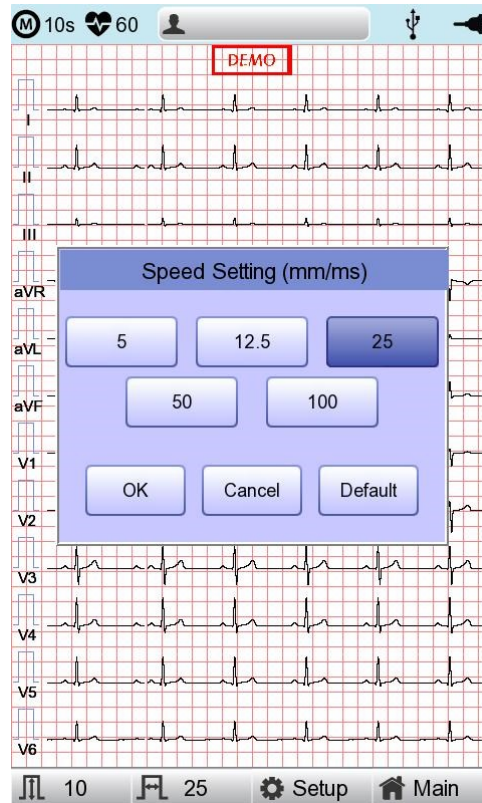 M 10s 60
DEMO
I
II
III
Speed Setting (mm/ms)
aVR
5 12.5 25
aVL
50 100
aVF
V1
OK Cancel Default
V2
V3
V4
V5
V6
10 25 Setup Main